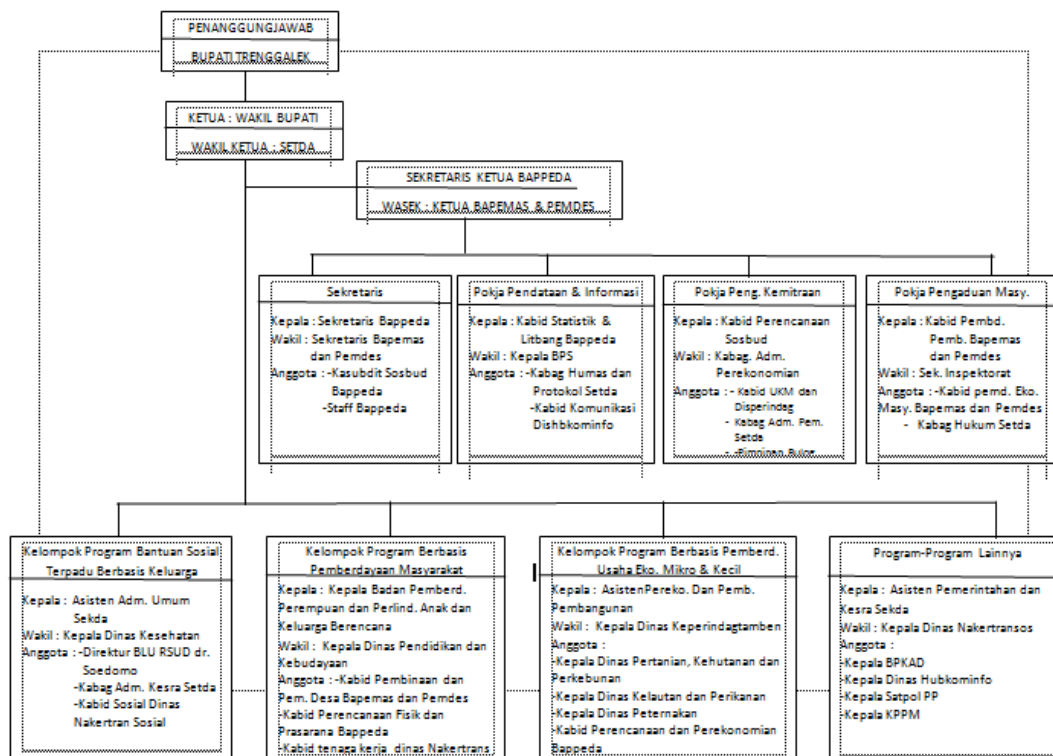 PENANGGUNGJAWAB
BUPATI TRENGGALEK
KETUA : WAKIL BUPATI
WAKIL KETUA : SETDA
SEKRETARIS KETUA BAPPEDA
WASEK : KETUA BAPEMAS & PEMDES
Sekretaris
Kepala : Sekretaris Bappeda
Wakil : Sekretaris Bapemas
dan Pemdes
Anggota : -Kasubdit Sosbud
Bappeda
-Staff Bappeda
Pokja Pendataan & Informasi
Kepala : Kabid Statistik &
Litbang Bappeda
Wakil : Kepala BPS
Anggota : -Kabag Humas dan
Protokol Setda
-Kabid Komunikasi
Dishbkominfo
Pokja Peng. Kemitraan
Kepala : Kabid Perencanaan
Sosbud
Wakil : Kabag. Adm.
Perekonomian
Anggota : - Kabid UKM dan
Disperindag
- Kabag Adm. Pem.
Setda
- -Pimpinan Bulog
Pokja Pengaduan Masy.
Kepala : Kabid Pembd.
Pemb. Bapemas
dan Pemdes
Wakil : Sek. Inspektorat
Anggota : -Kabid pemd. Eko.
Masy. Bapemas dan Pemdes
- Kabag Hukum Setda
Kelompok Program Bantuan Sosial
Terpadu Berbasis Keluarga
Kepala : Asisten Adm. Umum
Sekda
Wakil : Kepala Dinas Kesehatan
Anggota : -Direktur BLU RSUD dr.
Soedomo
-Kabag Adm. Kesra Setda
-Kabid Sosial Dinas
Nakertran Sosial
Kelompok Program Berbasis
Pemberdayaan Masyarakat
Kepala : Kepala Badan Pemberd.
Perempuan dan Perlind. Anak dan
Keluarga Berencana
Wakil : Kepala Dinas Pendidikan dan
Kebudayaan
Anggota : -Kabid Pembinaan dan
Pem. Desa Bapemas dan Pemdes
-Kabid Perencanaan Fisik dan
Prasarana Bappeda
-Kabid tenaga kerja dinas Nakertrans
Kelompok Program Berbasis Pemberd.
Usaha Eko. Mikro & Kecil
Kepala : AsistenPereko. Dan Pemb.
Pembangunan
Wakil : Kepala Dinas Keperindagtamben
Anggota :
-Kepala Dinas Pertanian, Kehutanan dan
Perkebunan
-Kepala Dinas Kelautan dan Perikanan
-Kepala Dinas Peternakan
-Kabid Perencanaan dan Perekonomian
Bappeda
Program-Program Lainnya
Kepala : Asisten Pemerintahan dan
Kesra Sekda
Wakil : Kepala Dinas Nakertransos
Anggota :
-Kepala BPKAD
-Kepala Dinas Hubkominfo
-Kepala Satpol PP
-Kepala KPPM